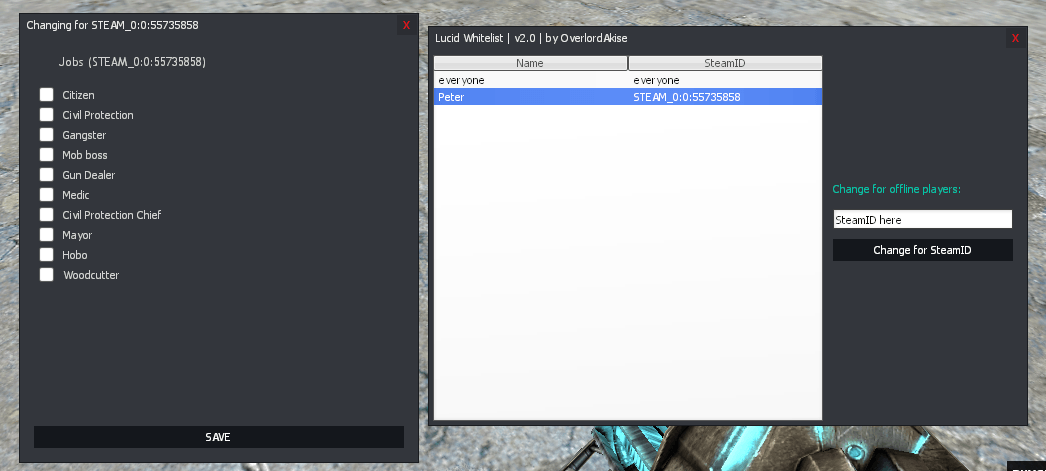 Changing for STEAM_0:0:55735858
X
Jobs (STEAM_0:0:55735858)
Citizen
Civil Protection
Gangster
Mob boss
Gun Dealer
Medic
Civil Protection Chief
Mayor
Hobo
Woodcutter
SAVE
Lucid Whitelist | v2.0 | by OverlordAkise
X
Name SteamID
everyone everyone
Peter STEAM_0:0:55735858
Change for offline players:
SteamID here
Change for SteamID